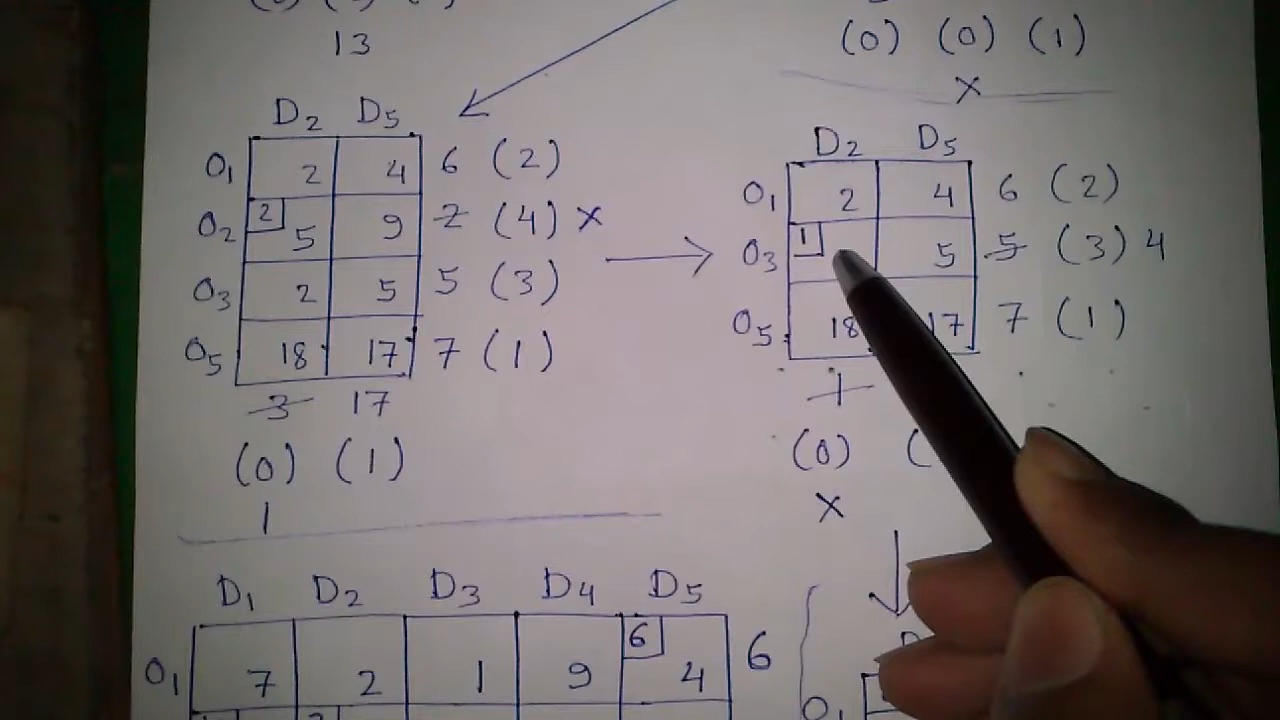 13
(0) (0) (1)
X
D2 D5
O1 2 4 6 (2)
O2 2 5 9 2 (4) X
O3 2 5 5 (3)
O5 18 17 7 (1)
3 17
(0) (1)
1
D2 D5
O1 2 4 6 (2)
O3 1 5 5 (3) 4
O5 18 17 7 (1)
1
(0) (
X
D1 D2 D3 D4 D5
O1 7 2 1 9 6 4 6
O1